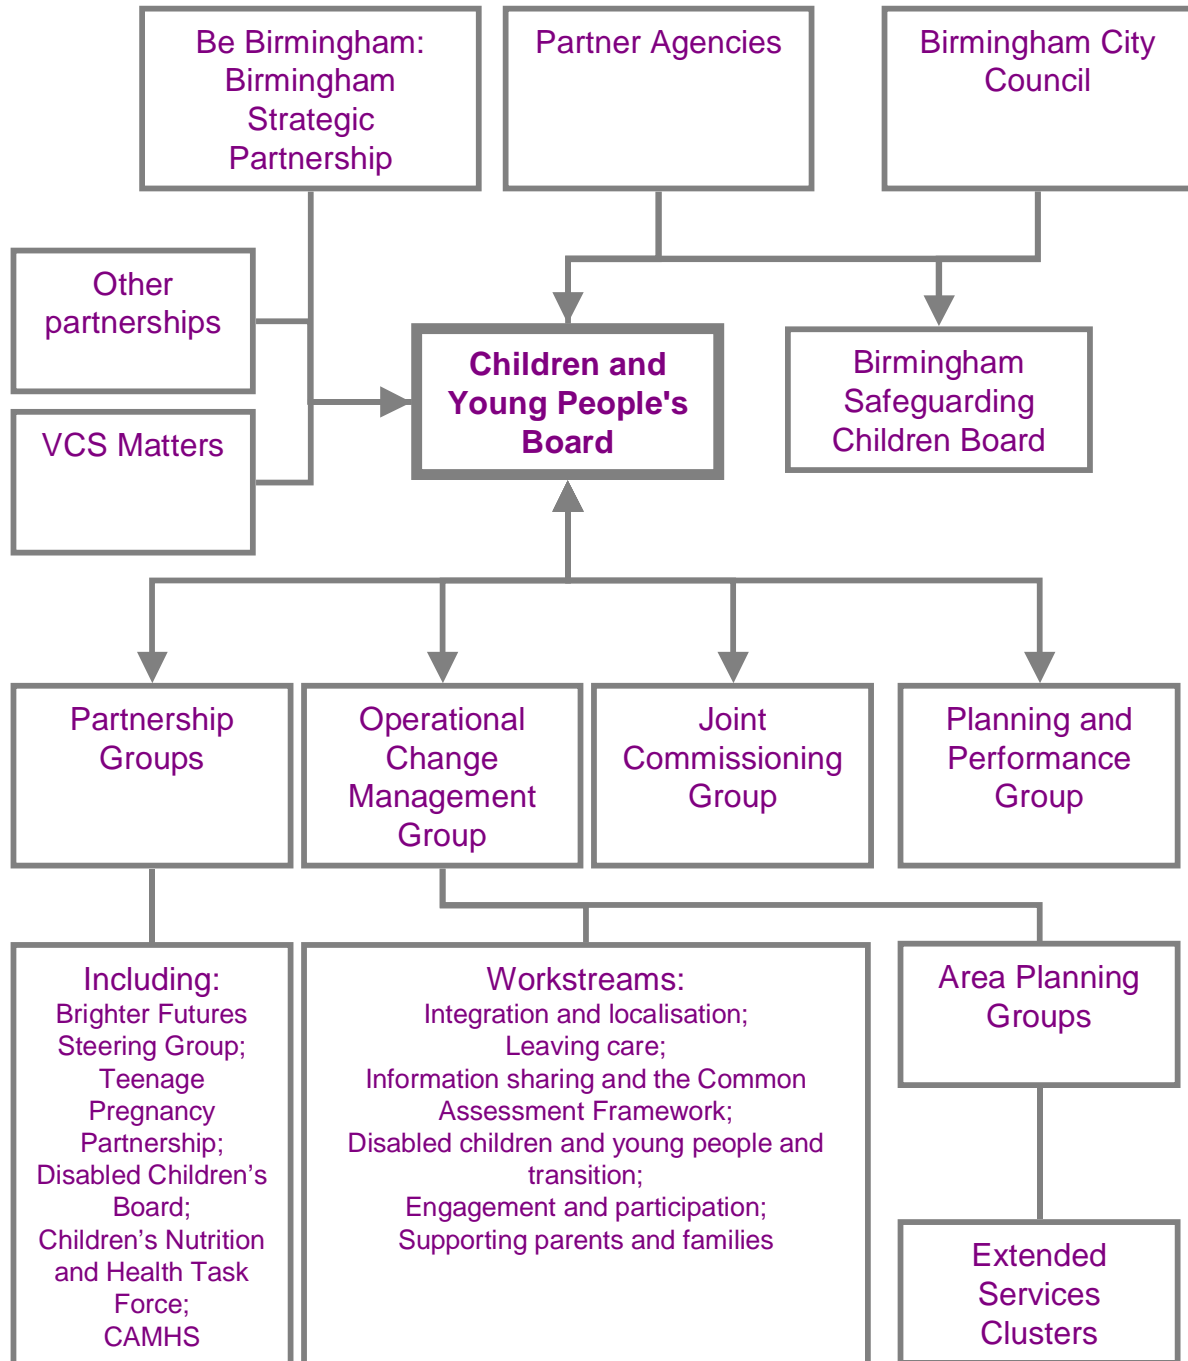 Be Birmingham:
Birmingham
Strategic
Partnership
Partner Agencies
Birmingham City
Council
Other
partnerships
VCS Matters
Children and
Young People's
Board
Birmingham
Safeguarding
Children Board
Partnership
Groups
Operational
Change
Management
Group
Joint
Commissioning
Group
Planning and
Performance
Group
Including:
Brighter Futures
Steering Group;
Teenage
Pregnancy
Partnership;
Disabled Children’s
Board;
Children’s Nutrition
and Health Task
Force;
CAMHS
Workstreams:
Integration and localisation;
Leaving care;
Information sharing and the Common
Assessment Framework;
Disabled children and young people and
transition;
Engagement and participation;
Supporting parents and families
Area Planning
Groups
Extended
Services
Clusters